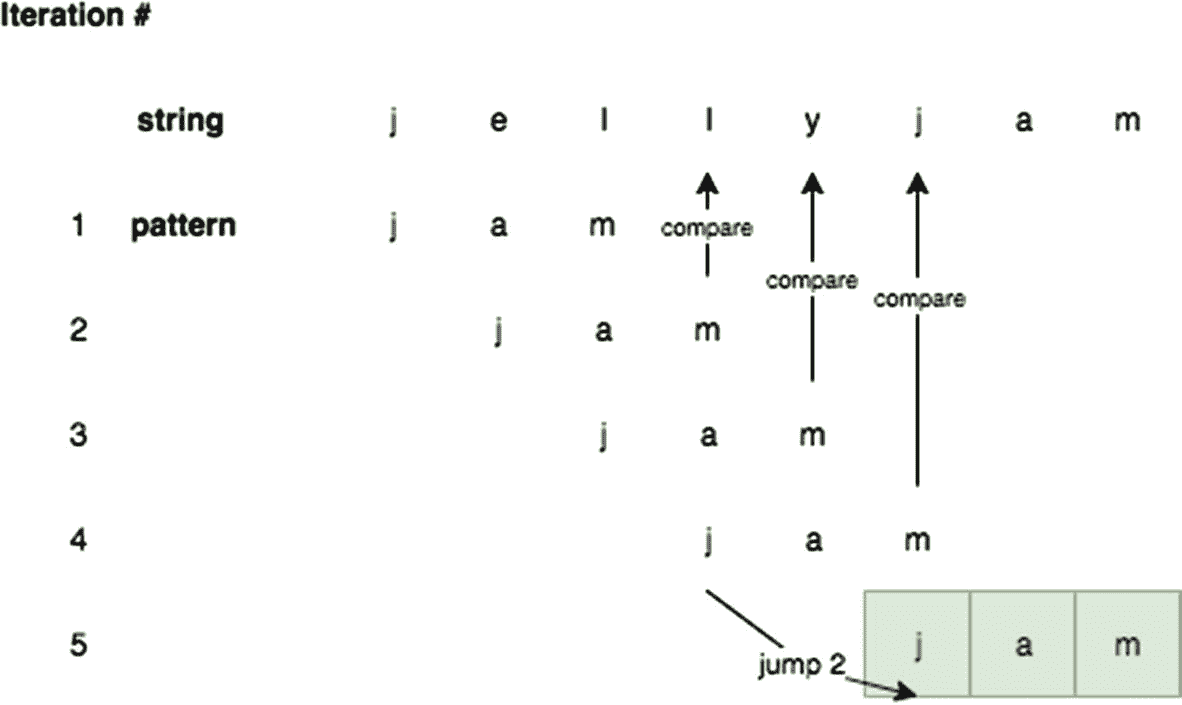 Iteration #
string j e l l y j a m
1 pattern j a m compare
compare
compare
2 j a m
3 j a m
4 j a m
5 j a m
jump 2